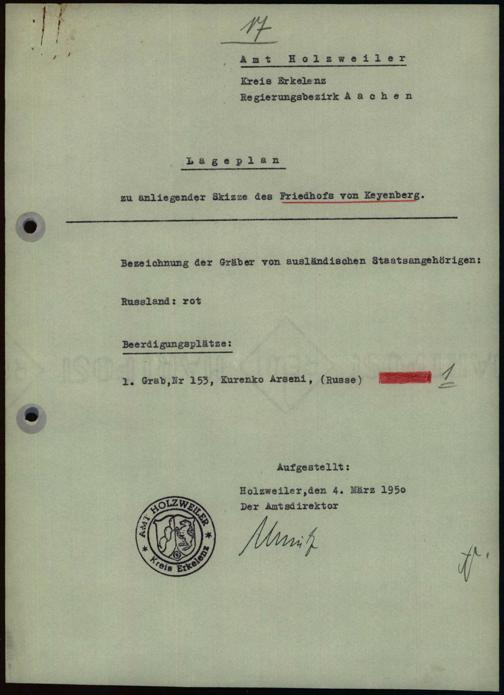 17
Amt Holzweiler
Kreis Erkelenz
Regierungsbezirk Aachen
Lageplan
zu anliegender Skizze des Friedhofs von Keyenberg.
Bezeichnung der Gräber von ausländischen Staatsangehörigen:
Russland: rot
Beerdigungsplätze:
1. Grab,Nr 153, Kurenko Arseni, (Russe) 1
Aufgestellt:
Holzweiler,den 4. März 1950
Der Amtsdirektor
AMT HOLZWEILER
Kreis Erkelenz